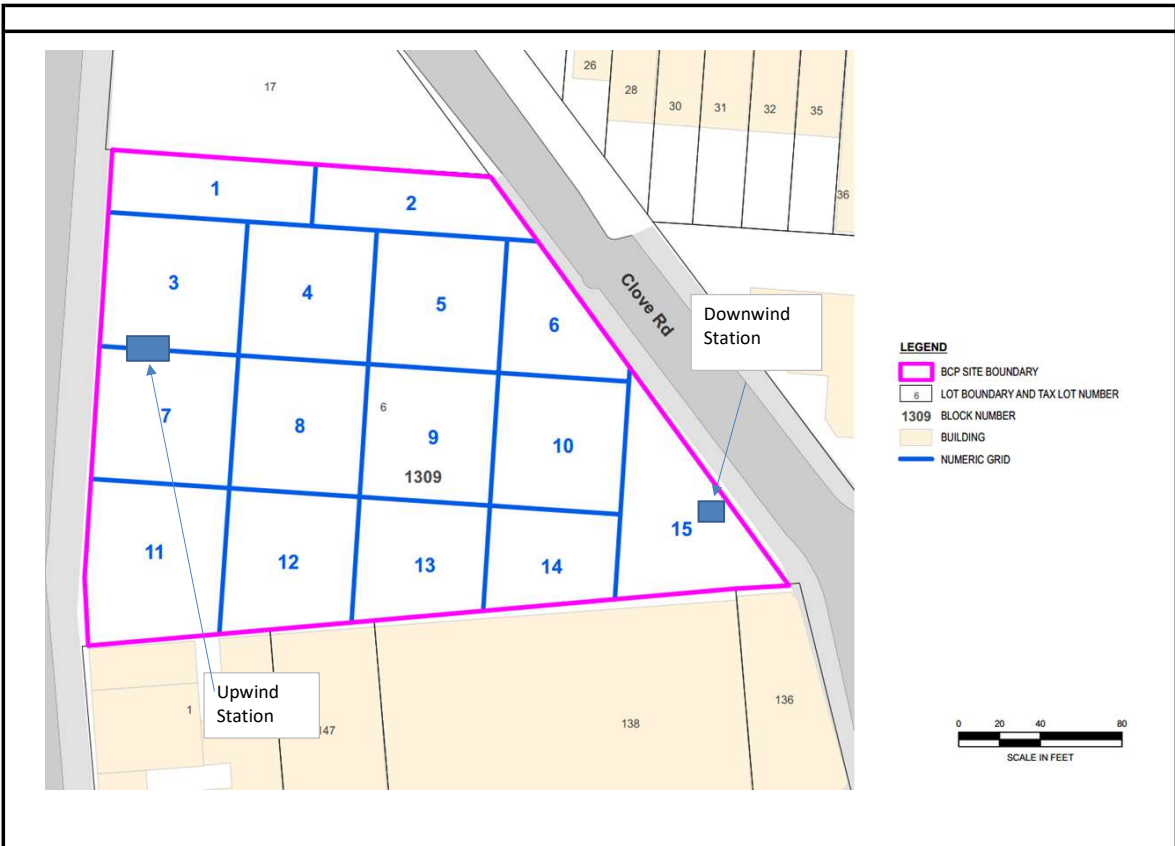 17
26
28
30
31
32
35
36
1
2
3
4
5
6
Clove Rd
Downwind
Station
7
8
6
9
1309
10
11
12
13
14
15
Upwind
Station
1
147
138
136
LEGEND
BCP SITE BOUNDARY
6 LOT BOUNDARY AND TAX LOT NUMBER
1309 BLOCK NUMBER
BUILDING
NUMERIC GRID
0 20 40 80
SCALE IN FEET